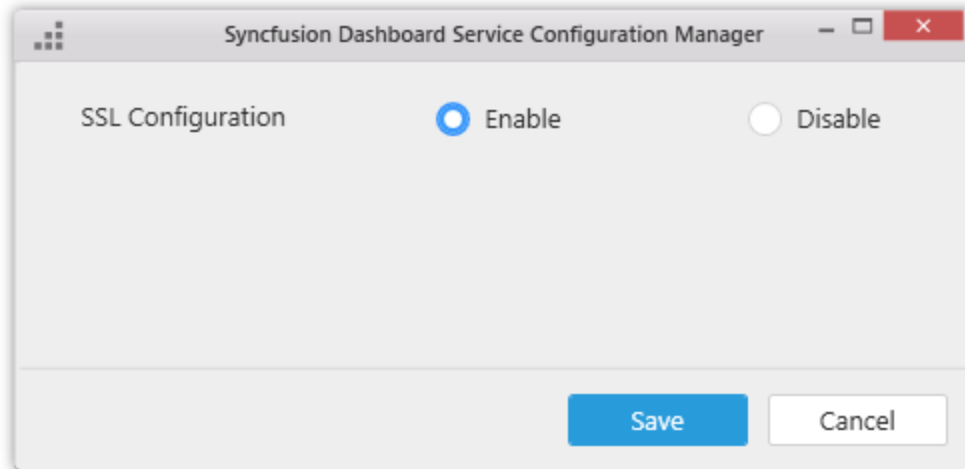 Syncfusion Dashboard Service Configuration Manager
SSL Configuration Enable Disable
Save Cancel